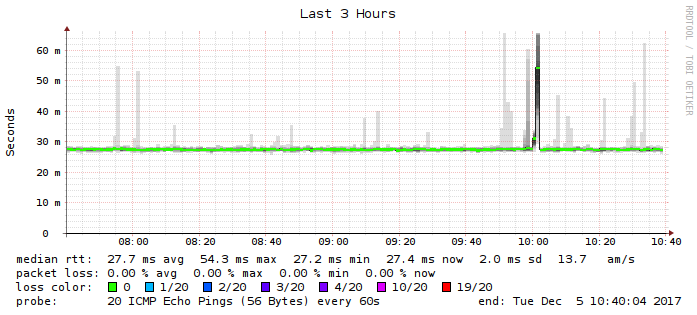 Last 3 Hours
RRDTOOL / TOBI OETIKER
Seconds
60 m
50 m
40 m
30 m
20 m
10 m
0
08:00 08:20 08:40 09:00 09:20 09:40 10:00 10:20 10:40
median rtt: 27.7 ms avg 54.3 ms max 27.2 ms min 27.4 ms now 2.0 ms sd 13.7 am/s
packet loss: 0.00 % avg 0.00 % max 0.00 % min 0.00 % now
loss color: 0 1/20 2/20 3/20 4/20 10/20 19/20
probe: 20 ICMP Echo Pings (56 Bytes) every 60s end: Tue Dec 5 10:40:04 2017